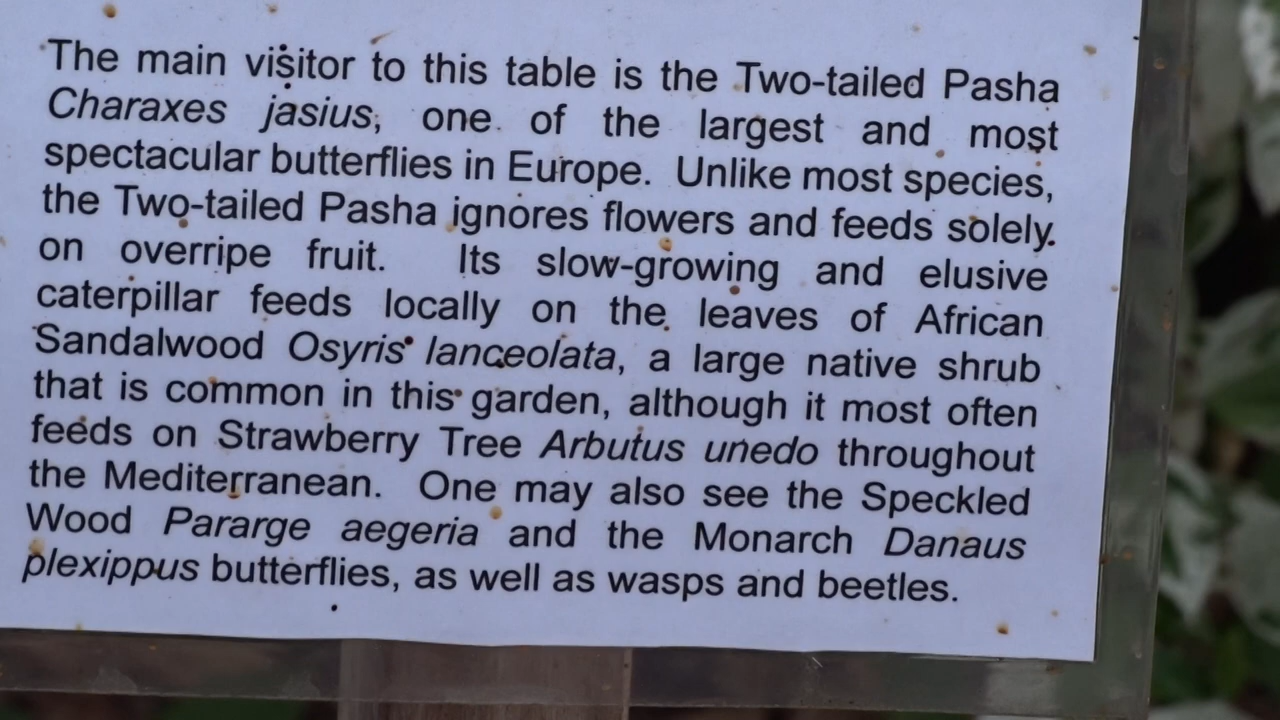 The main visitor to this table is the Two-tailed Pasha
Charaxes jasius, one of the largest and most
spectacular butterflies in Europe. Unlike most species,
the Two-tailed Pasha ignores flowers and feeds solely
on overripe fruit. Its slow-growing and elusive
caterpillar feeds locally on the leaves of African
Sandalwood Osyris lanceolata, a large native shrub
that is common in this garden, although it most often
feeds on Strawberry Tree Arbutus unedo throughout
the Mediterranean. One may also see the Speckled
Wood Pararge aegeria and the Monarch Danaus
plexippus butterflies, as well as wasps and beetles.